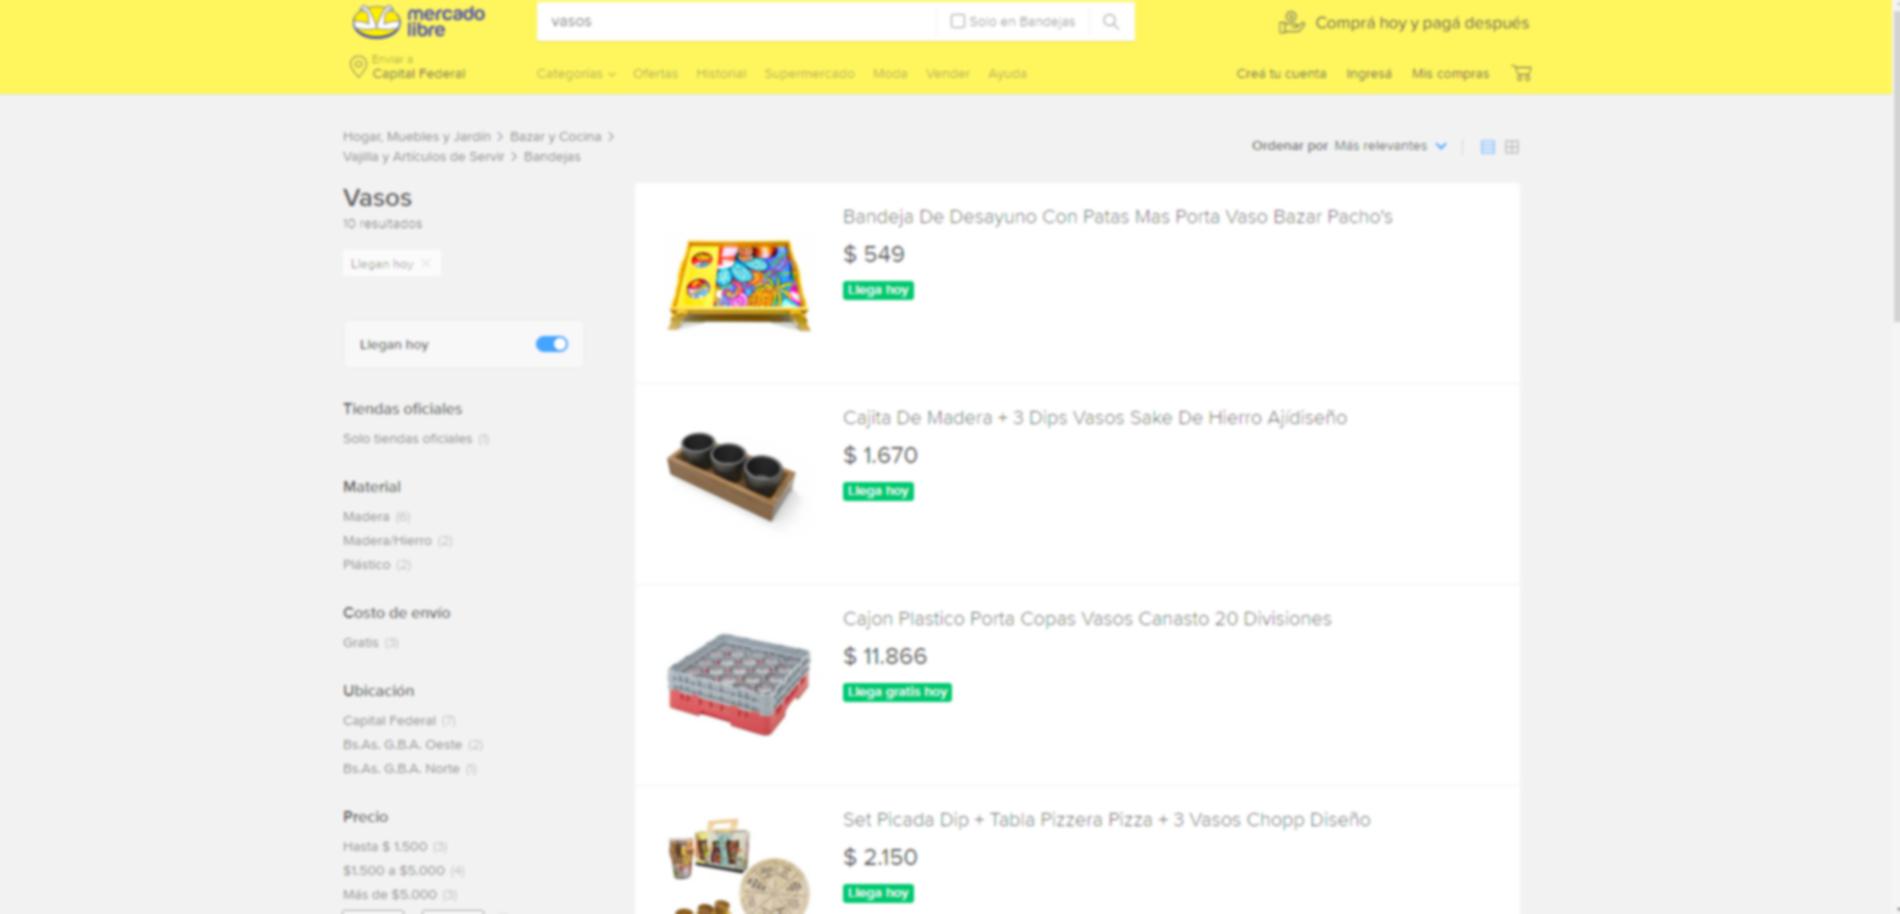 mercado
libre
vasos
Solo en Bandejas
Comprá hoy y pagá después
Enviar a
Capital Federal
Categorías Ofertas Historial Supermercado Moda Vender Ayuda
Creá tu cuenta Ingresá Mis compras
Hogar, Muebles y Jardín > Bazar y Cocina >
Vajilla y Artículos de Servir > Bandejas
Ordenar por Más relevantes
Vasos
10 resultados
Llegan hoy ×
Llegan hoy
Tiendas oficiales
Solo tiendas oficiales (1)
Material
Madera (6)
Madera/Hierro (2)
Plástico (2)
Costo de envío
Gratis (3)
Ubicación
Capital Federal (7)
Bs.As. G.B.A. Oeste (2)
Bs.As. G.B.A. Norte (1)
Precio
Hasta $ 1.500 (3)
$1.500 a $5.000 (4)
Más de $5.000 (3)
Bandeja De Desayuno Con Patas Mas Porta Vaso Bazar Pacho's
$ 549
Llega hoy
Cajita De Madera + 3 Dips Vasos Sake De Hierro Ajídiseño
$ 1.670
Llega hoy
Cajon Plastico Porta Copas Vasos Canasto 20 Divisiones
$ 11.866
Llega gratis hoy
Set Picada Dip + Tabla Pizzera Pizza + 3 Vasos Chopp Diseño
$ 2.150
Llega hoy